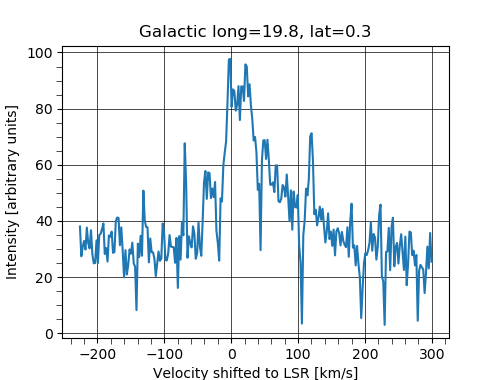 Galactic long=19.8, lat=0.3
Intensity [arbitrary units]
100
80
60
40
20
0
−200 −100 0 100 200 300
Velocity shifted to LSR [km/s]